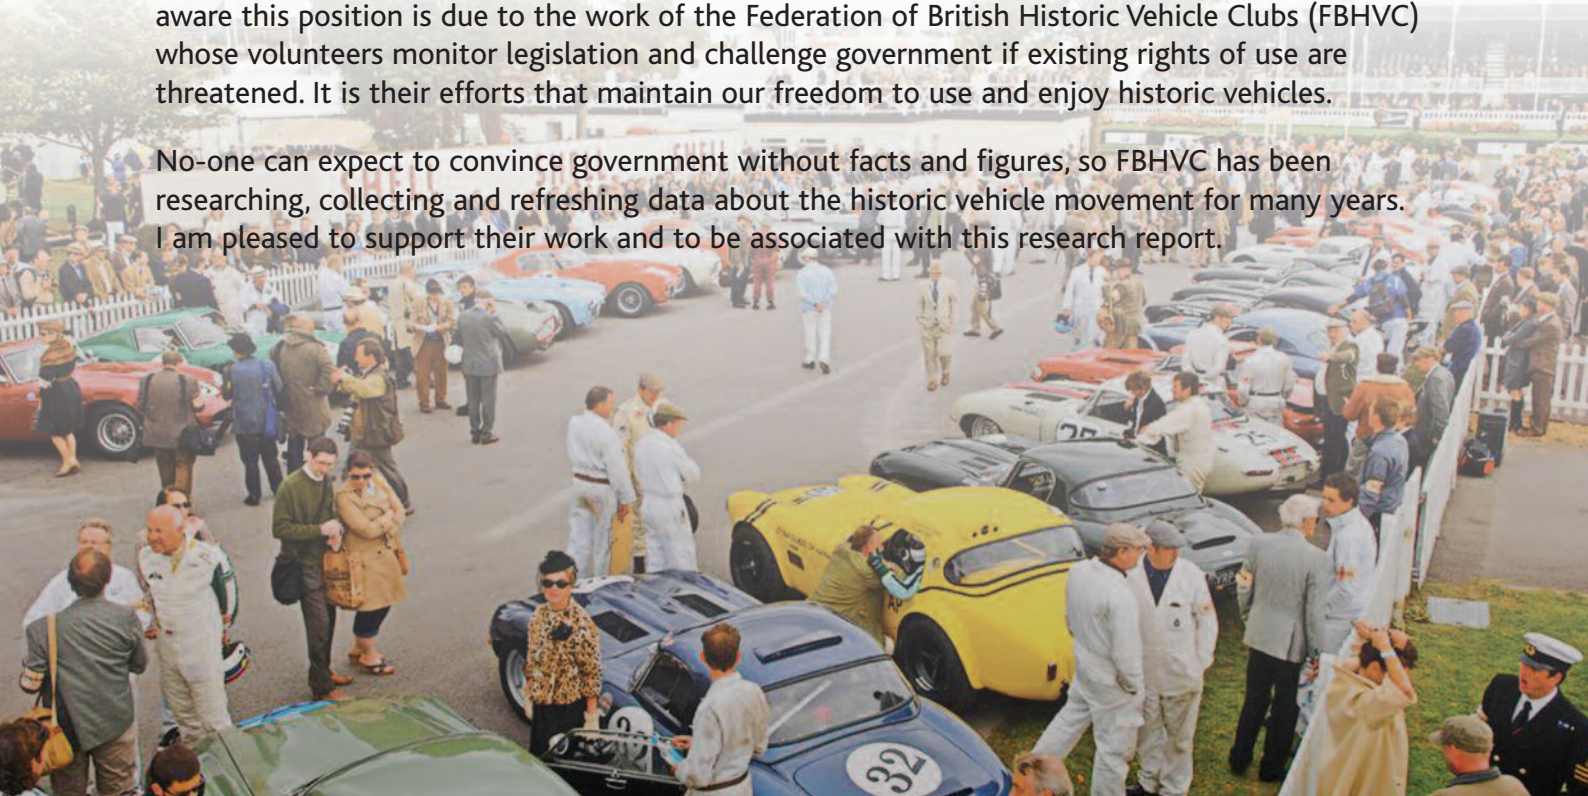 aware this position is due to the work of the Federation of British Historic Vehicle Clubs (FBHVC)
whose volunteers monitor legislation and challenge government if existing rights of use are
threatened. It is their efforts that maintain our freedom to use and enjoy historic vehicles.
No-one can expect to convince government without facts and figures, so FBHVC has been
researching, collecting and refreshing data about the historic vehicle movement for many years.
I am pleased to support their work and to be associated with this research report.
SHELL
SHELL
32